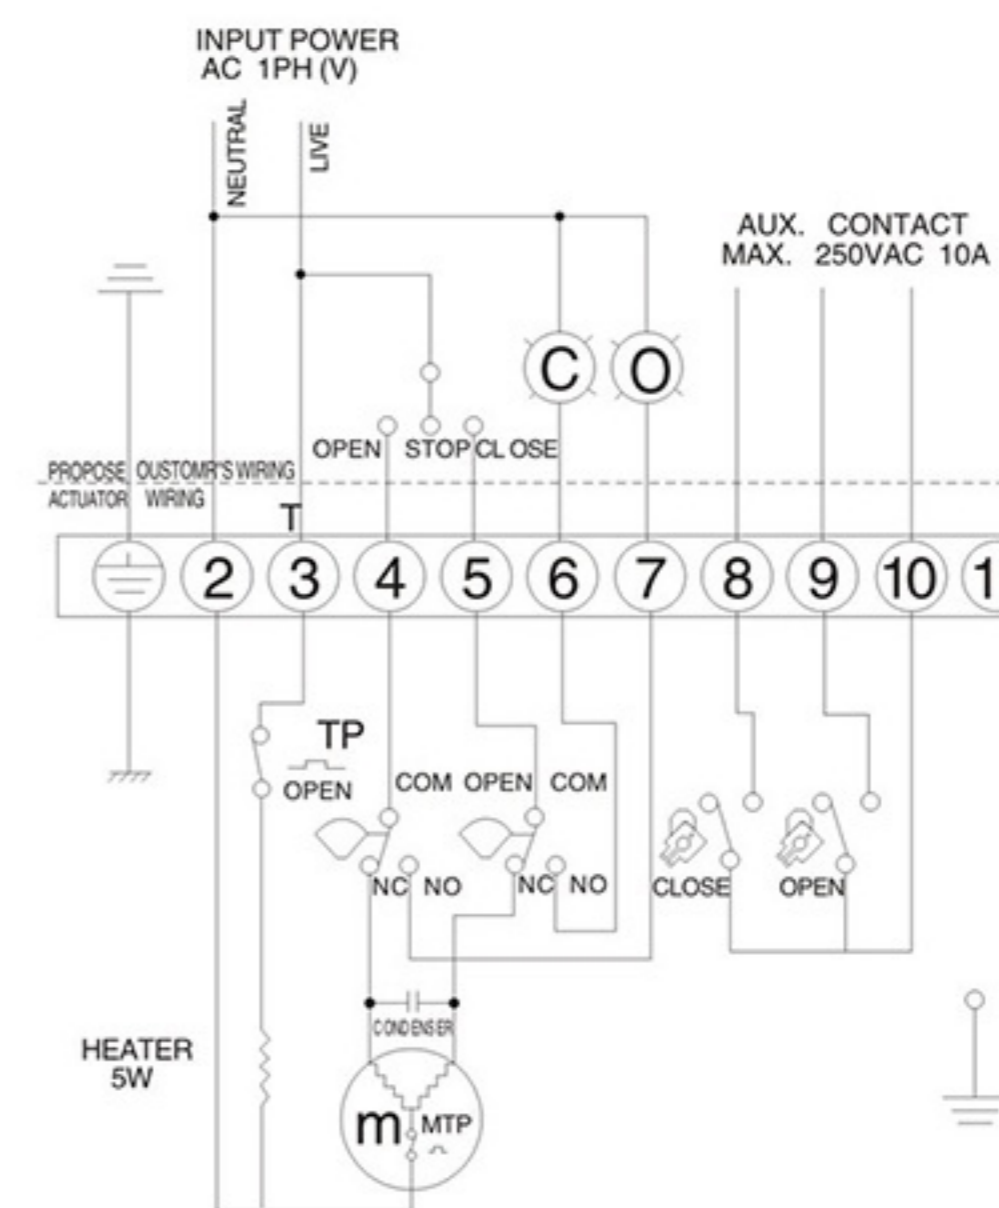 INPUT POWER
AC 1PH (V)
NEUTRAL
LIVE
AUX. CONTACT
MAX. 250VAC 10A
C
O
OPEN STOP CLOSE
PROPOSE OUSTOMR'S WIRING
ACTUATOR WIRING
T
2 3 4 5 6 7 8 9 10 1
TP
OPEN
COM OPEN COM
NC NO
NC NO
CLOSE
OPEN
CONDENSER
HEATER
5W
m
MTP